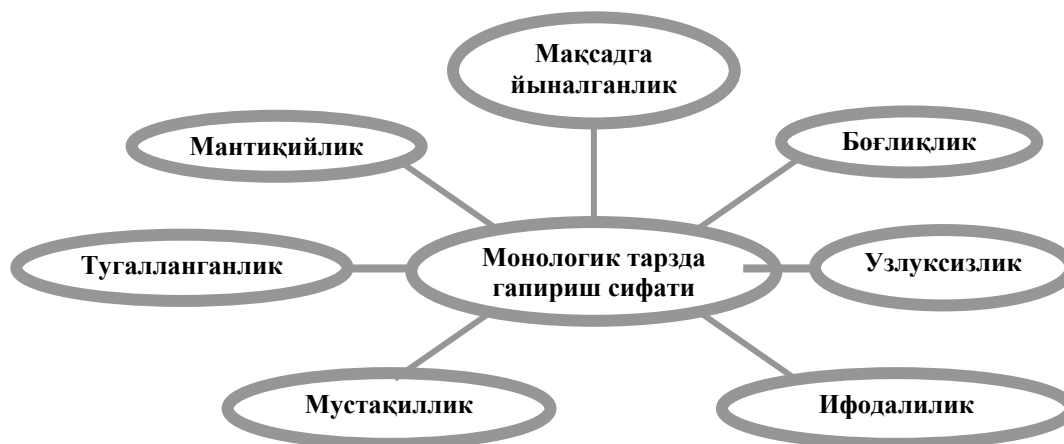 Мақсадга
йыналганлик
Мантиқийлик
Боғлиқлик
Тугалланганлик
Монологик тарзда
гапириш сифати
Узлуксизлик
Мустақиллик
Ифодалилик